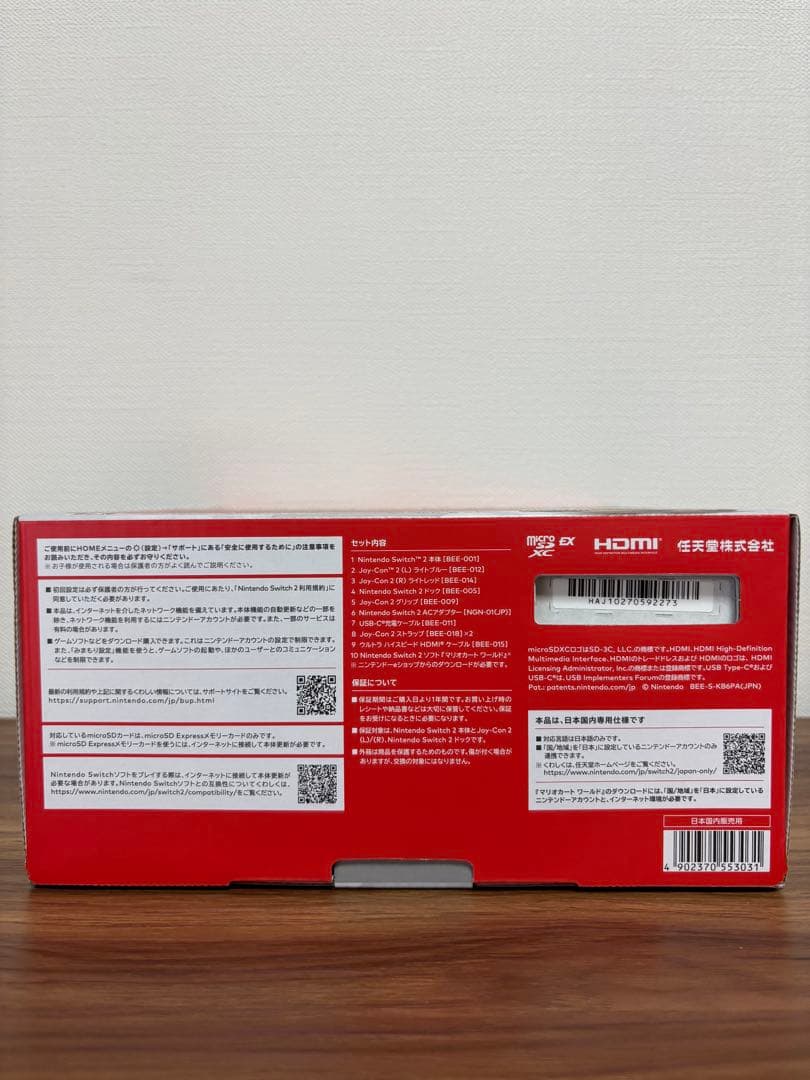 ご使用前にHOMEメニューの（設定）→「サポート」にある「安全に使用するために」の注意事項を
お読みいただき、その内容を必ずお守りください。
※お子様が使用される場合は保護者の方がよく読んでご説明ください。
■初回設定は必ず保護者の方が行ってください。ご使用にあたり、「Nintendo Switch 2 利用規約」に
同意していただく必要があります。
■本体は、インターネットを介したネットワーク機能を備えています。本体機能の自動更新などの一部を
除き、ネットワーク機能を利用するにはニンテンドーアカウントが必要です。また、一部のサービスは
有料の場合があります。
■ゲームソフトなどをダウンロード購入できます。これはニンテンドーアカウントの設定で制限できます。
また、「みまもり設定」機能を使うと、ゲームソフトの起動や、ほかのユーザーとのコミュニケーション
などを制限できます。
最新の利用規約や上記に関するくわしい情報については、サポートサイトをご覧ください。
https://support.nintendo.com/jp/bup.html
対応しているmicroSDカードは、microSD Expressメモリーカードのみです。
※microSD Expressメモリーカードを使うには、インターネットに接続して本体更新が必要です。
Nintendo Switchソフトをプレイする際は、インターネットに接続して本体更新が
必要な場合があります。Nintendo Switchソフトとの互換性についてくわしくは、
https://www.nintendo.com/jp/switch2/compatibility/をご覧ください。
セット内容
1 Nintendo Switch™ 2 本体 [BEE-001]
2 Joy-Con™ 2 (L) ライトブルー [BEE-012]
3 Joy-Con 2 (R) ライトレッド [BEE-014]
4 Nintendo Switch 2 ドック [BEE-005]
5 Joy-Con 2 グリップ [BEE-009]
6 Nintendo Switch 2 ACアダプター [NGN-01(JP)]
7 USB-C®充電ケーブル [BEE-011]
8 Joy-Con 2 ストラップ [BEE-018] ×2
9 ウルトラ ハイスピード HDMI® ケーブル [BEE-015]
10 Nintendo Switch 2 ソフト『マリオカート ワールド』※
※ニンテンドーeショップからのダウンロードが必要です。
保証について
■保証期間はご購入日より1年間です。お買い上げ時の
レシートや納品書などは大切に保管してください。保証
をお受けになるときに必要になります。
■保証対象は、Nintendo Switch 2 本体とJoy-Con 2
(L)/(R)、Nintendo Switch 2 ドックです。
■外箱は商品を保護するためのものです。傷が付く場合が
ありますが、交換の対象にはなりません。
micro SD XC EX HDMI 任天堂株式会社
HIGH-DEFINITION MULTIMEDIA INTERFACE
HAJ10270592273
microSDXCロゴはSD-3C, LLC.の商標です。HDMI、HDMI High-Definition
Multimedia Interface、HDMIのトレードドレスおよび HDMIのロゴは、HDMI
Licensing Administrator, Inc.の商標または登録商標です。USB Type-C®および
USB-C®は、USB Implementers Forumの登録商標です。
Pat.: patents.nintendo.com/jp © Nintendo BEE-S-KB6PA(JPN)
本品は、日本国内専用仕様です
■対応言語は日本語のみです。
■「国/地域」を「日本」に設定しているニンテンドーアカウントのみ
連携できます。
※くわしくは、任天堂ホームページをご覧ください。
https://www.nintendo.com/jp/switch2/japan-only/
『マリオカート ワールド』のダウンロードには、「国/地域」を「日本」に設定している
ニンテンドーアカウントと、インターネット環境が必要です。
日本国内販売用
4 902370 553031